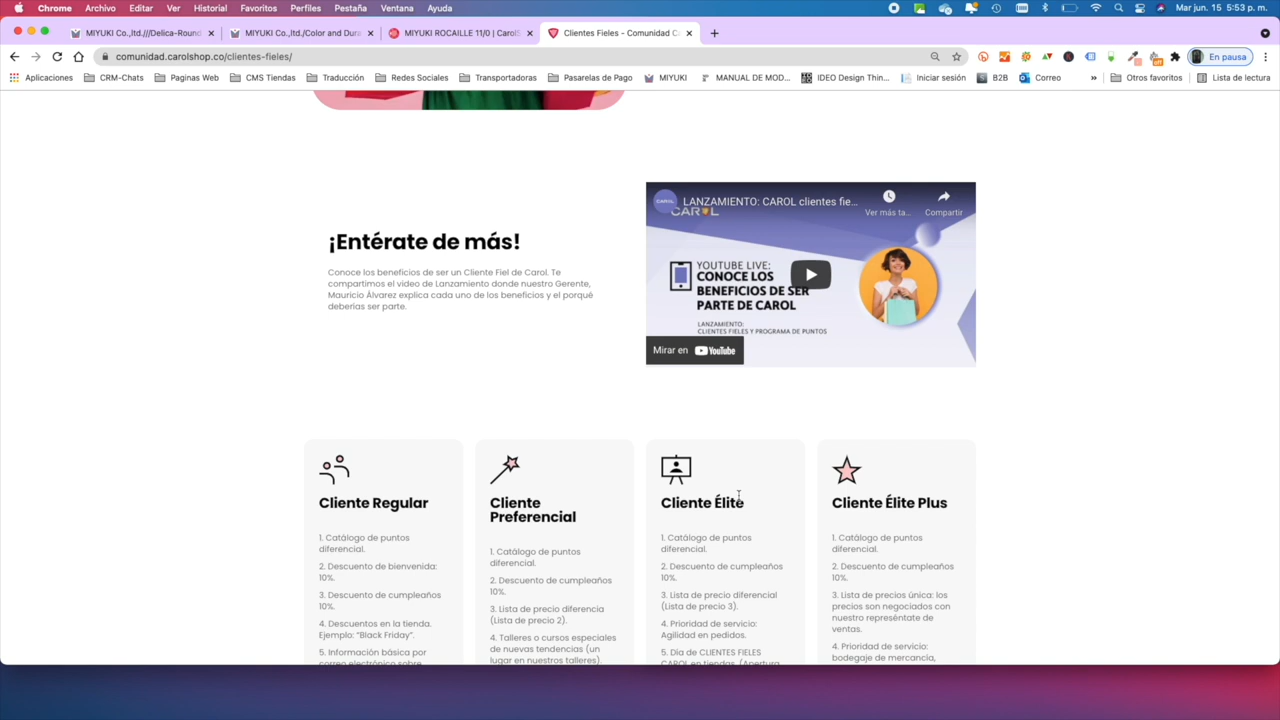 Chrome Archivo Editar Ver Historial Favoritos Perfiles Pestaña Ventana Ayuda
Mar jun. 15 5:53 p. m.
MIYUKI Co.,ltd.///Delica-Round
MIYUKI Co.,ltd./Color and Dura
MIYUKI ROCAILLE 11/0 | CarolS
Clientes Fieles - Comunidad C
comunidad.carolshop.co/clientes-fieles/
En pausa
Aplicaciones
CRM-Chats
Paginas Web
CMS Tiendas
Traducción
Redes Sociales
Transportadoras
Pasarelas de Pago
MIYUKI
MANUAL DE MOD...
IDEO Design Thin...
Iniciar sesión
B2B
Correo
»
Otros favoritos
Lista de lectura
¡Entérate de más!
Conoce los beneficios de ser un Cliente Fiel de Carol. Te
compartimos el video de Lanzamiento donde nuestro Gerente,
Mauricio Álvarez explica cada uno de los beneficios y el porqué
deberías ser parte.
CAROL
LANZAMIENTO: CAROL clientes fie...
CAROL
Ver más ta...
Compartir
YOUTUBE LIVE:
CONOCE LOS
BENEFICIOS DE SER
PARTE DE CAROL
LANZAMIENTO:
CLIENTES FIELES Y PROGRAMA DE PUNTOS
Mirar en YouTube
Cliente Regular
1. Catálogo de puntos
diferencial.
2. Descuento de bienvenida:
10%.
3. Descuento de cumpleaños
10%.
4. Descuentos en la tienda.
Ejemplo: "Black Friday".
5. Información básica por
correo electrónico sobre
Cliente
Preferencial
1. Catálogo de puntos
diferencial.
2. Descuento de cumpleaños
10%.
3. Lista de precio diferencia
(Lista de precio 2).
4. Talleres o cursos especiales
de nuevas tendencias (un
lugar en nuestros talleres).
Cliente Élite
1. Catálogo de puntos
diferencial.
2. Descuento de cumpleaños
10%.
3. Lista de precio diferencial
(Lista de precio 3).
4. Prioridad de servicio:
Agilidad en pedidos.
5. Día de CLIENTES FIELES
CAROL en tiendas. (Apertura
Cliente Élite Plus
1. Catálogo de puntos
diferencial.
2. Descuento de cumpleaños
10%.
3. Lista de precios única: los
precios son negociados con
nuestro represéntate de
ventas.
4. Prioridad de servicio:
bodegaje de mercancía,